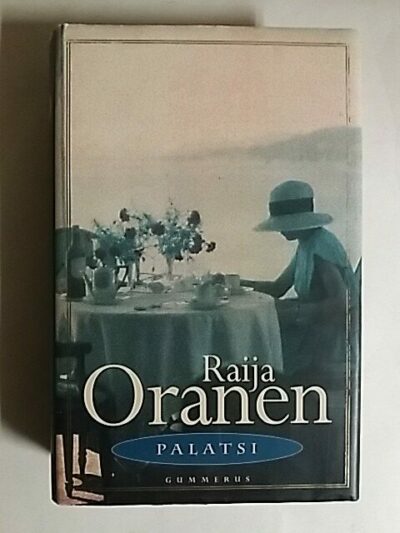 Raija
Oranen
PALATSI
GUMMERUS